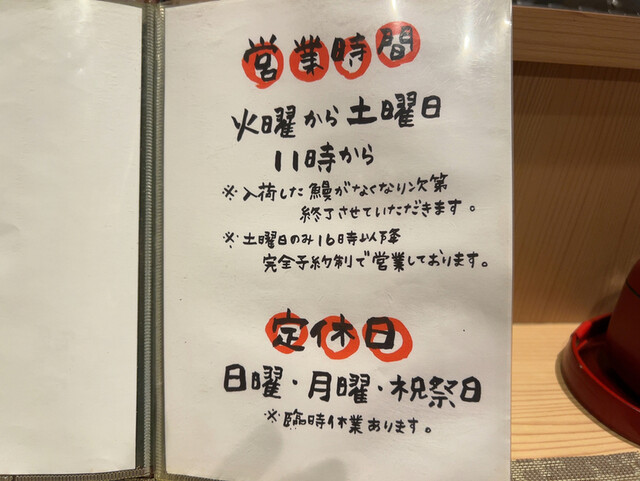 営業時間
火曜から土曜日
11時から
※入荷した鰻がなくなり次第
終了させていただきます。
※土曜日のみ16時以降
完全予約制で営業しております。
定休日
日曜・月曜・祝祭日
※臨時休業あります。